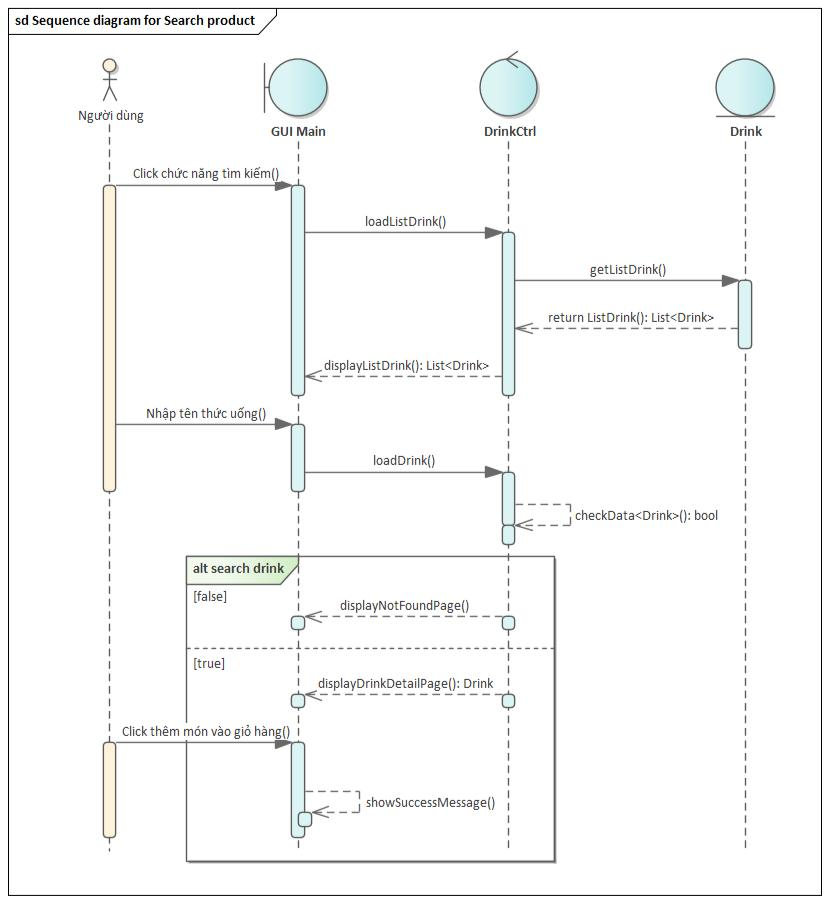 sd Sequence diagram for Search product
Người dùng
GUI Main
DrinkCtrl
Drink
Click chức năng tìm kiếm()
loadListDrink()
getListDrink()
return ListDrink(): List<Drink>
displayListDrink(): List<Drink>
Nhập tên thức uống()
loadDrink()
checkData<Drink>(): bool
alt search drink
[false]
displayNotFoundPage()
[true]
displayDrinkDetailPage(): Drink
Click thêm món vào giỏ hàng()
showSuccessMessage()